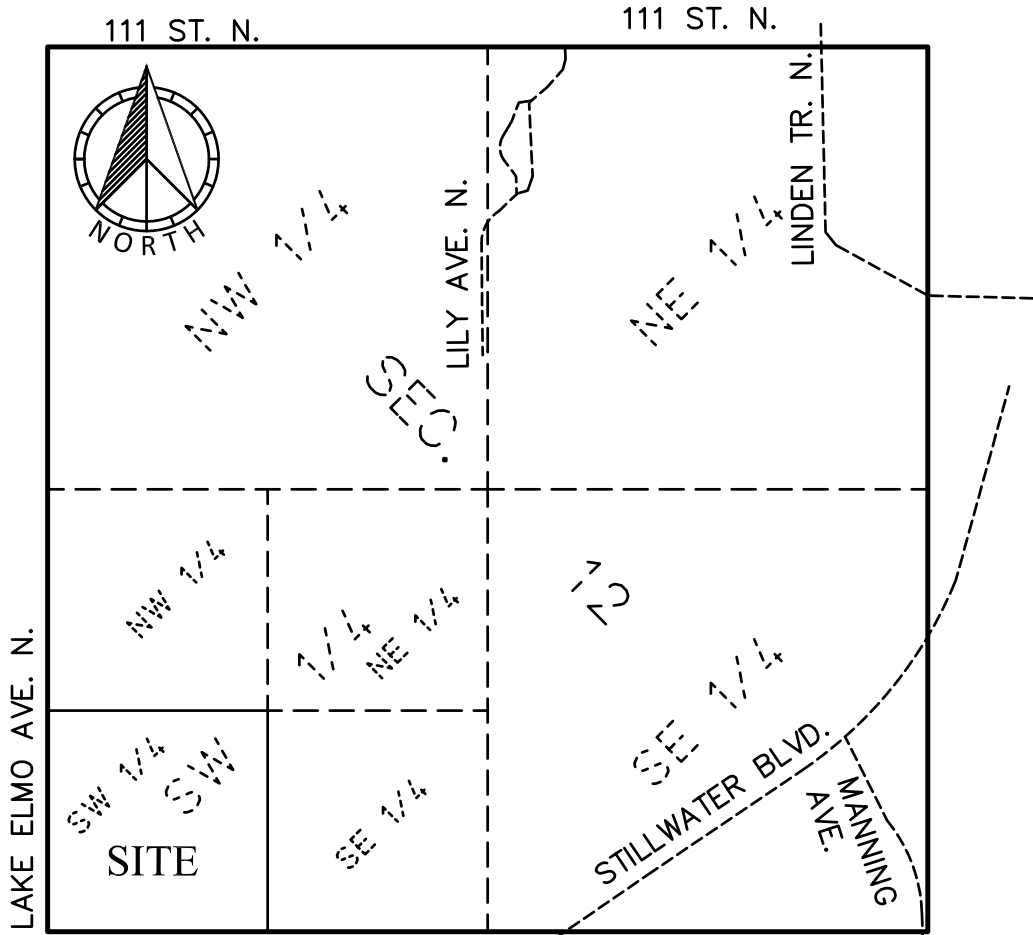 111 ST. N.
111 ST. N.
NORTH
NW 1/4
LILY AVE. N.
NE 1/4
LINDEN TR. N.
SEC.
12
NW 1/4
NE 1/4
1/4
SW
SW 1/4
SE 1/4
SITE
SE 1/4
LAKE ELMO AVE. N.
STILLWATER BLVD.
MANNING
AVE.